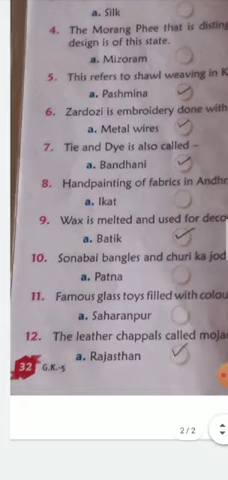 a. Silk
4. The Morang Phee that is
design is of this state.
a. Mizoram
5. This refers to shawl weaving in K
a. Pashmina
6. Zardozi is embroidery done with
a. Metal wires
7. Tie and Dye is also called –
a. Bandhani
8. Handpainting of fabrics in Andhr
a. Ikat
9. Wax is melted and used for deco
a. Batik
10. Sonabai bangles and churi ka jod
a. Patna
11. Famous glass toys filled with colou
a. Saharanpur
12. The leather chappals called moja
a. Rajasthan
32 G.K.-5
2/2